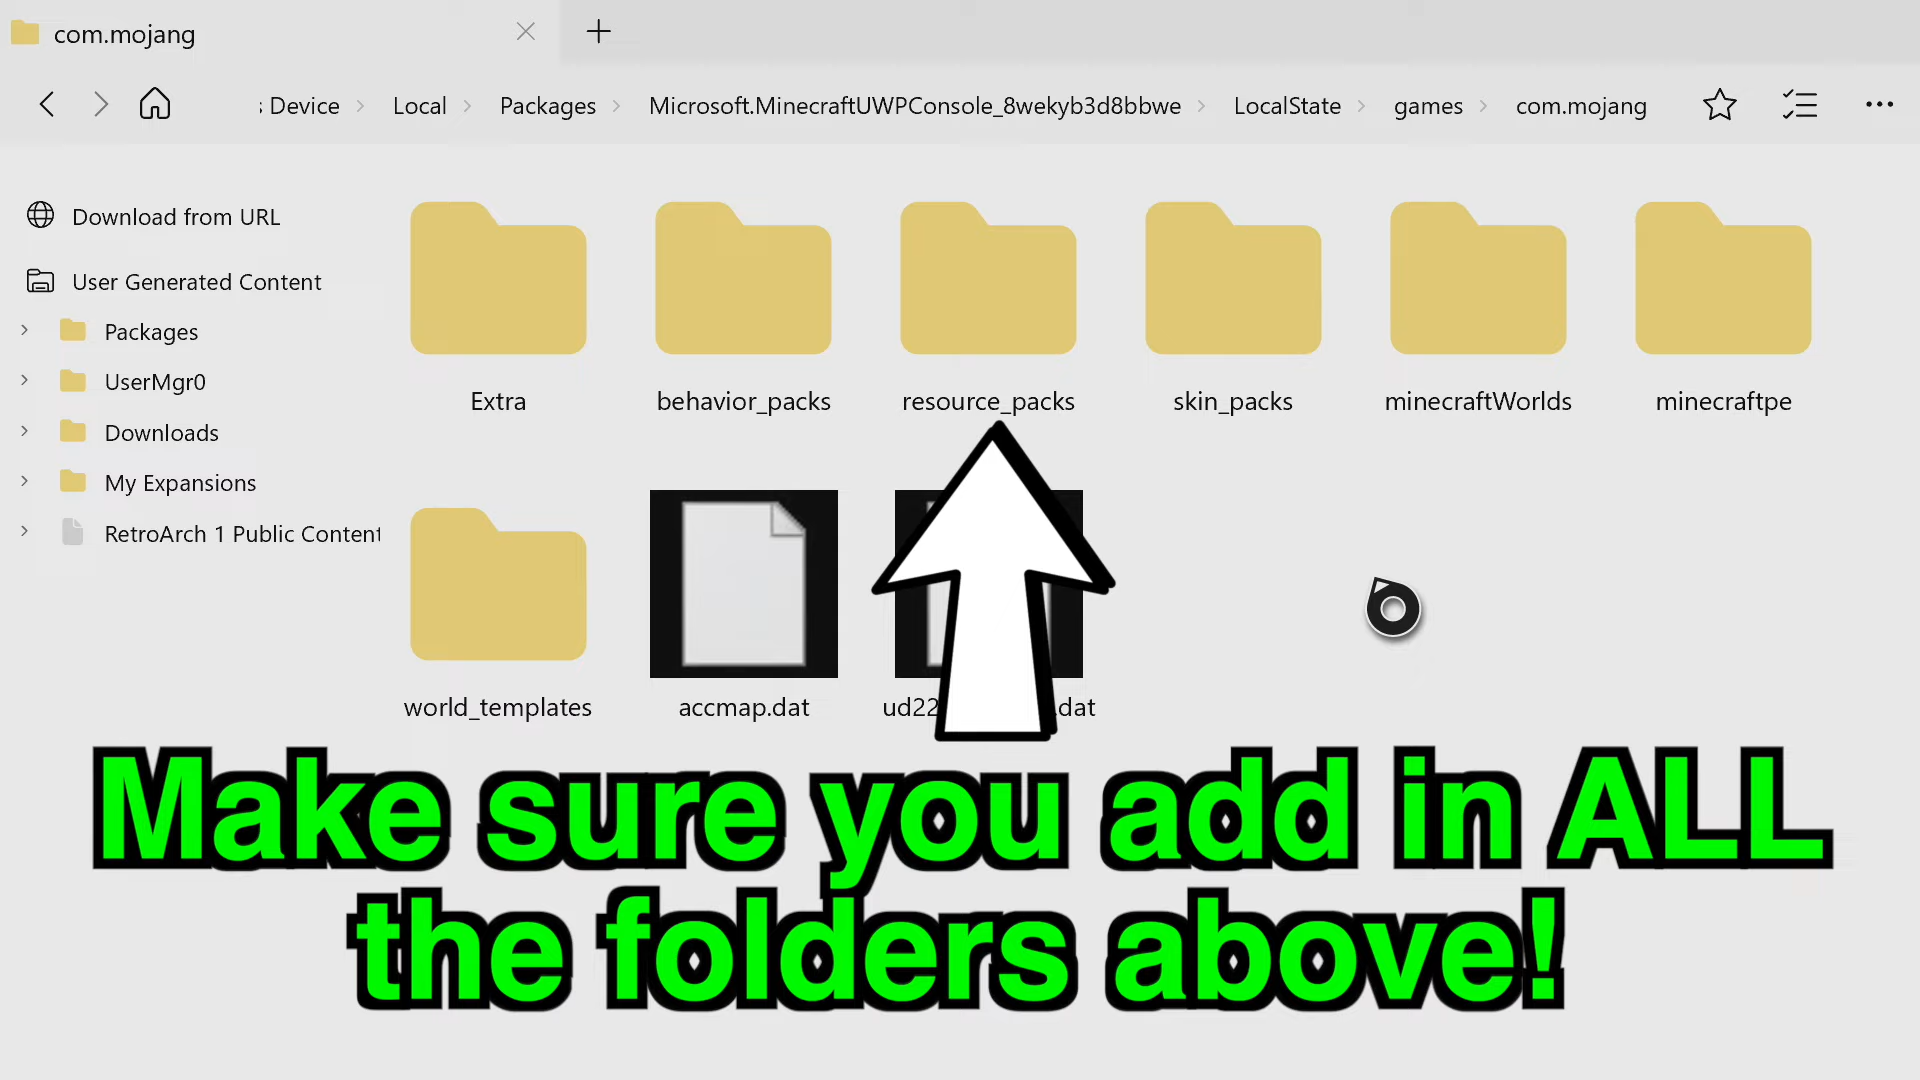 com.mojang
s Device Local Packages Microsoft.MinecraftUWPConsole_8wekyb3d8bbwe LocalState games com.mojang
Download from URL
User Generated Content
Packages
UserMgr0
Downloads
My Expansions
RetroArch 1 Public Content
Extra behavior_packs resource_packs skin_packs minecraftWorlds minecraftpe
world_templates accmap.dat ud22 .dat
Make sure you add in ALL
the folders above!